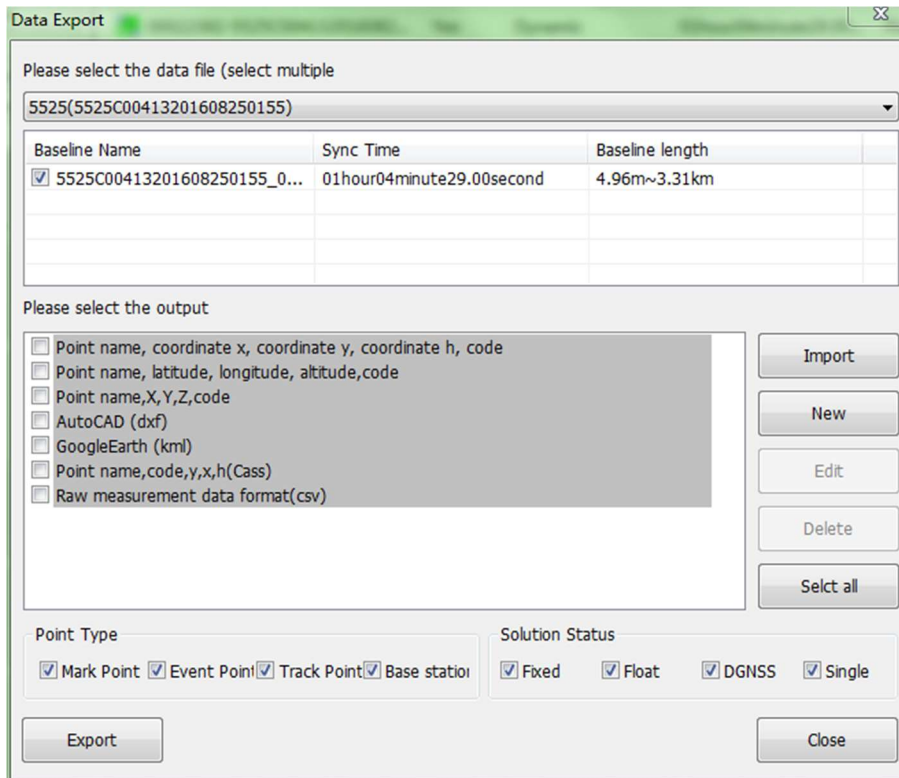 Data Export
Please select the data file (select multiple
5525(5525C00413201608250155)
Baseline Name Sync Time Baseline length
5525C00413201608250155_0... 01hour04minute29.00second 4.96m~3.31km
Please select the output
Point name, coordinate x, coordinate y, coordinate h, code
Point name, latitude, longitude, altitude,code
Point name,X,Y,Z,code
AutoCAD (dxf)
GoogleEarth (kml)
Point name,code,y,x,h(Cass)
Raw measurement data format(csv)
Import
New
Edit
Delete
Selct all
Point Type
Mark Point Event Point Track Point Base station
Solution Status
Fixed Float DGNSS Single
Export
Close